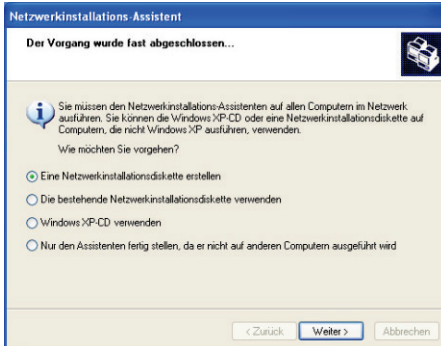 Netzwerkinstallations-Assistent
Der Vorgang wurde fast abgeschlossen...
Sie müssen den Netzwerkinstallations-Assistenten auf allen Computern im Netzwerk
ausführen. Sie können die Windows XP-CD oder eine Netzwerkinstallationsdiskette auf
Computern, die nicht Windows XP ausführen, verwenden.
Wie möchten Sie vorgehen?
Eine Netzwerkinstallationsdiskette erstellen
Die bestehende Netzwerkinstallationsdiskette verwenden
Windows XP-CD verwenden
Nur den Assistenten fertig stellen, da er nicht auf anderen Computern ausgeführt wird
< Zurück Weiter > Abbrechen